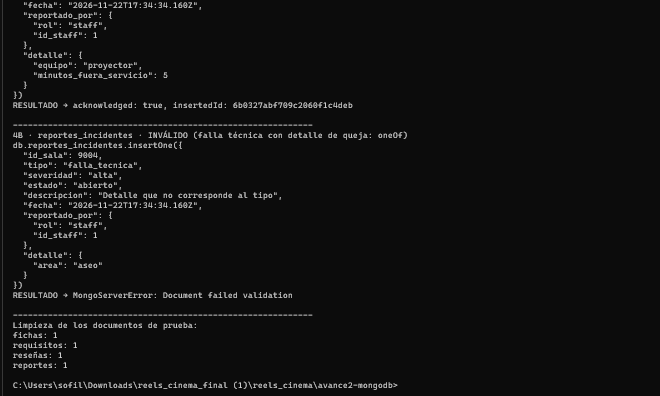 "fecha": "2026-11-22T17:34:34.160Z",
"reportado_por": {
"rol": "staff",
"id_staff": 1
},
"detalle": {
"equipo": "proyector",
"minutos_fuera_servicio": 5
}
})
RESULTADO → acknowledged: true, insertedId: 6b0327abf709c2060f1c4deb
------------------------------------------------------------
4B · reportes_incidentes · INVÁLIDO (falla técnica con detalle de queja: oneOf)
db.reportes_incidentes.insertOne({
"id_sala": 9004,
"tipo": "falla_tecnica",
"severidad": "alta",
"estado": "abierto",
"descripcion": "Detalle que no corresponde al tipo",
"fecha": "2026-11-22T17:34:34.160Z",
"reportado_por": {
"rol": "staff",
"id_staff": 1
},
"detalle": {
"area": "aseo"
}
})
RESULTADO → MongoServerError: Document failed validation
------------------------------------------------------------
Limpieza de los documentos de prueba:
fichas: 1
requisitos: 1
reseñas: 1
reportes: 1
C:\Users\sofil\Downloads\reels_cinema_final (1)\reels_cinema\avance2-mongodb>